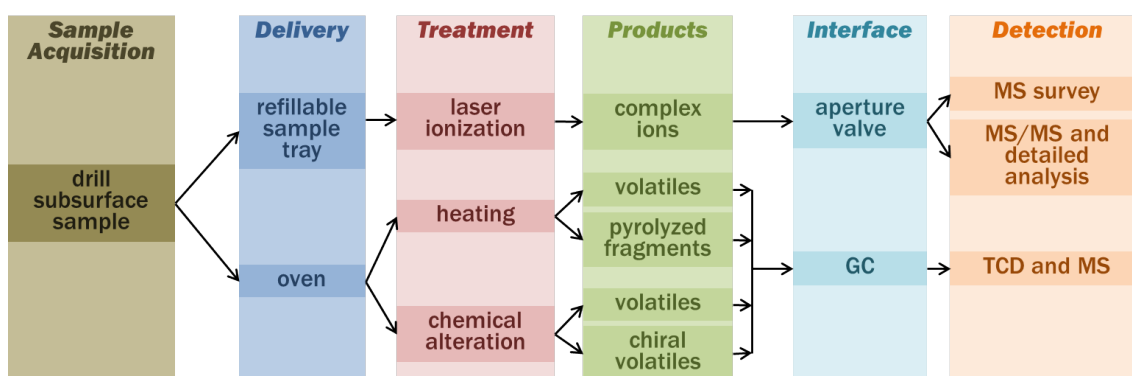 Sample
Acquisition
Delivery
Treatment
Products
Interface
Detection
drill
subsurface
sample
refillable
sample
tray
oven
laser
ionization
heating
chemical
alteration
complex
ions
volatiles
pyrolyzed
fragments
volatiles
chiral
volatiles
aperture
valve
GC
MS survey
MS/MS and
detailed
analysis
TCD and MS